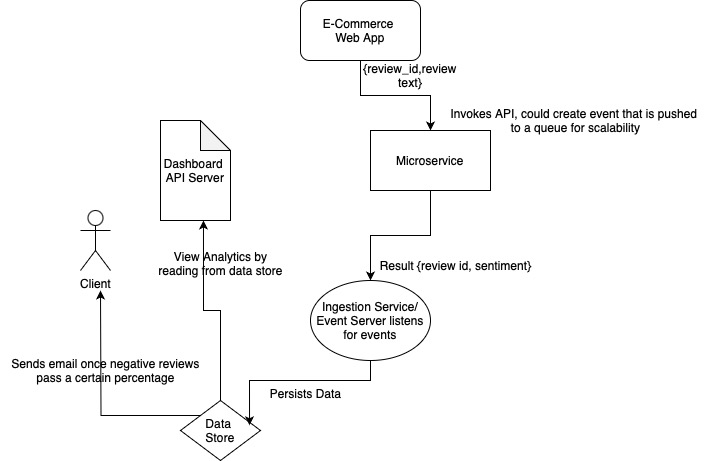 E-Commerce
Web App
{review_id,review
text}
Invokes API, could create event that is pushed
to a queue for scalability
Microservice
Dashboard
API Server
View Analytics by
reading from data store
Client
Result {review id, sentiment}
Ingestion Service/
Event Server listens
for events
Sends email once negative reviews
pass a certain percentage
Persists Data
Data
Store